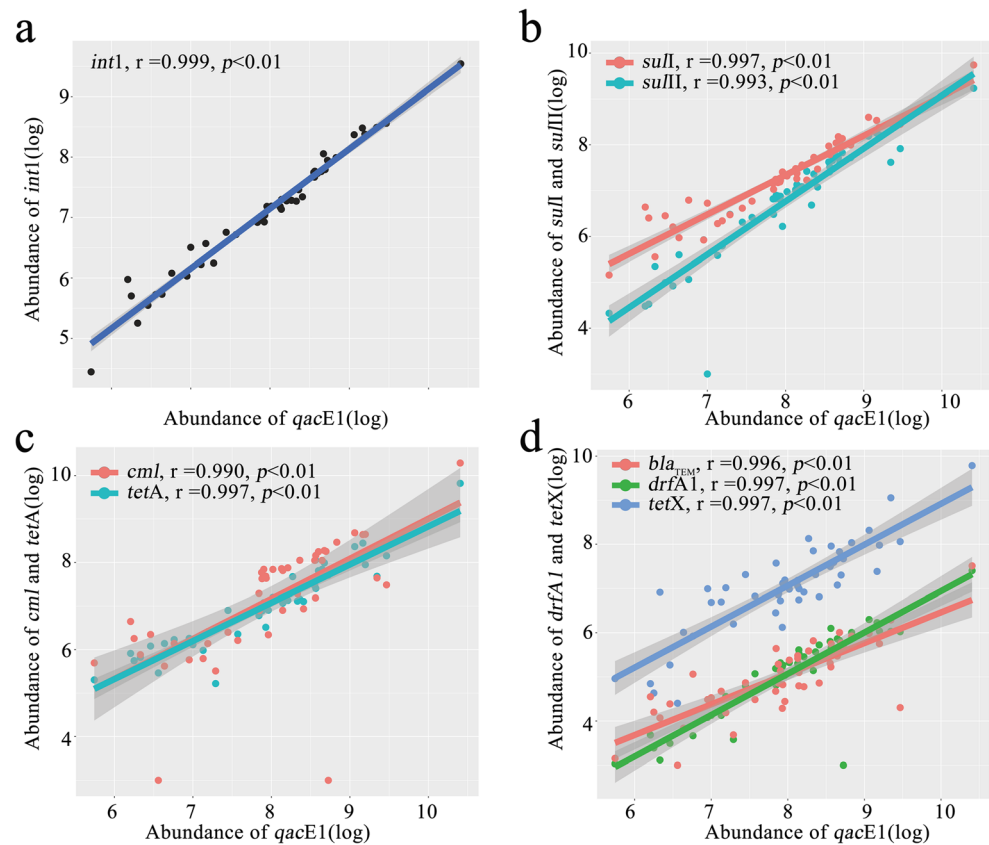 a
int1, r =0.999, p<0.01
9
8
7
6
5
Abundance of int1(log)
Abundance of qacE1(log)
b
sulI, r =0.997, p<0.01
sulII, r =0.993, p<0.01
10
8
6
4
Abundance of sulI and sulII(log)
6 7 8 9 10
Abundance of qacE1(log)
c
cml, r =0.990, p<0.01
tetA, r =0.997, p<0.01
10
8
6
4
Abundance of cml and tetA(log)
6 7 8 9 10
Abundance of qacE1(log)
d
blaTEM, r =0.996, p<0.01
drfA1, r =0.997, p<0.01
tetX, r =0.997, p<0.01
10
8
6
4
Abundance of drfA1 and tetX(log)
6 7 8 9 10
Abundance of qacE1(log)